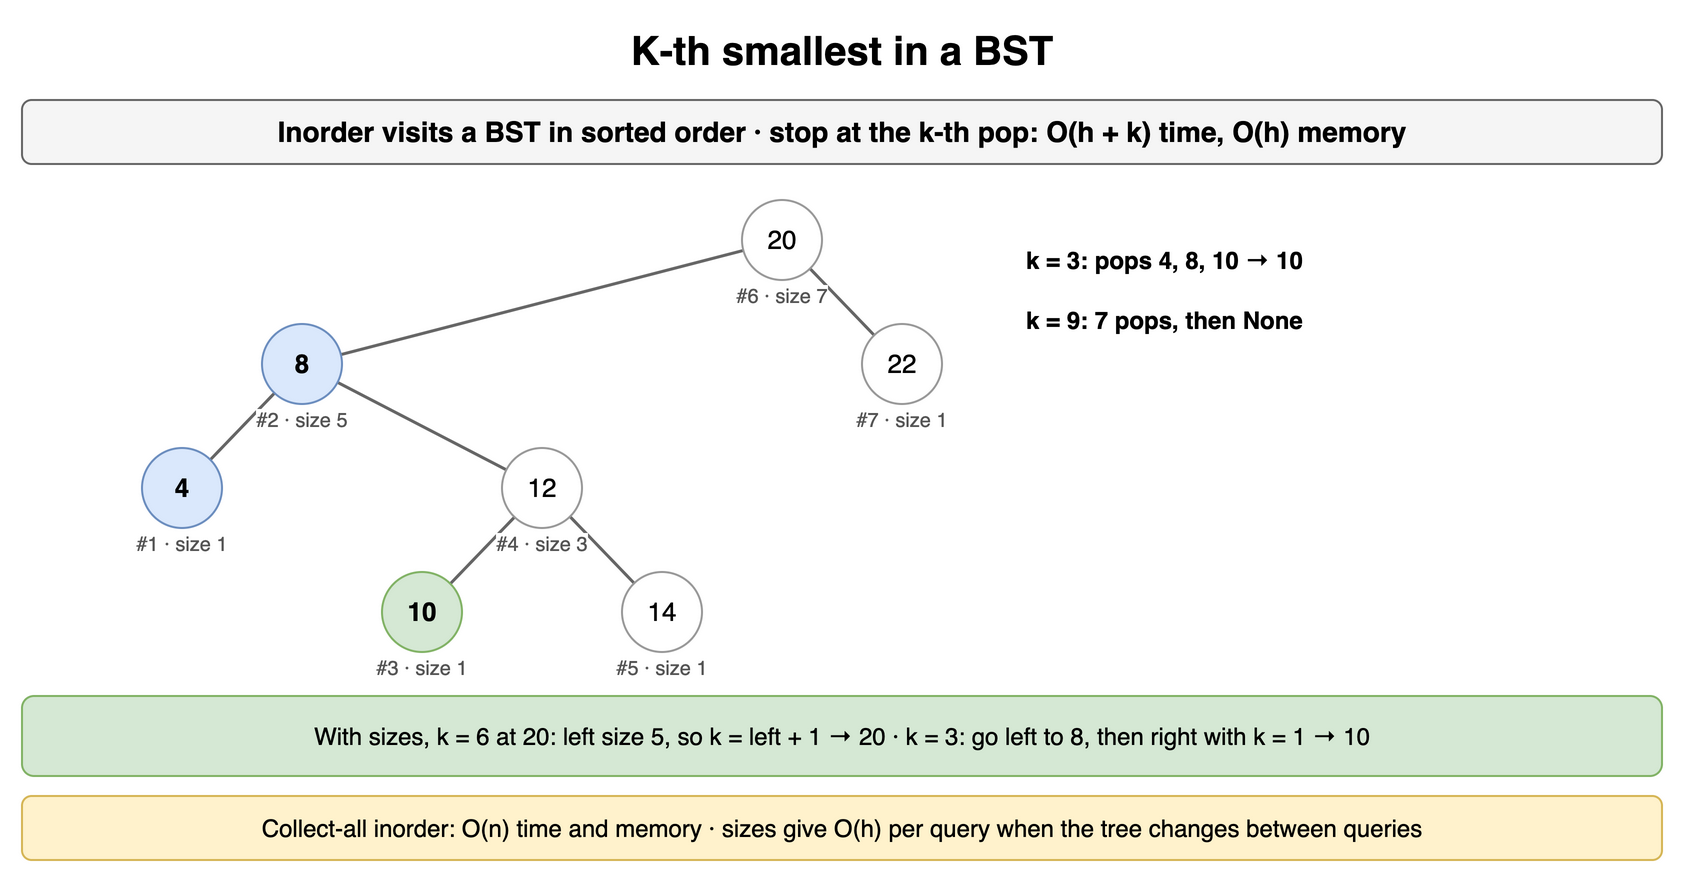 K-th smallest in a BST
Inorder visits a BST in sorted order · stop at the k-th pop: O(h + k) time, O(h) memory
20
#6 · size 7
k = 3: pops 4, 8, 10 → 10
k = 9: 7 pops, then None
8
#2 · size 5
22
#7 · size 1
4
#1 · size 1
12
#4 · size 3
10
#3 · size 1
14
#5 · size 1
With sizes, k = 6 at 20: left size 5, so k = left + 1 → 20 · k = 3: go left to 8, then right with k = 1 → 10
Collect-all inorder: O(n) time and memory · sizes give O(h) per query when the tree changes between queries